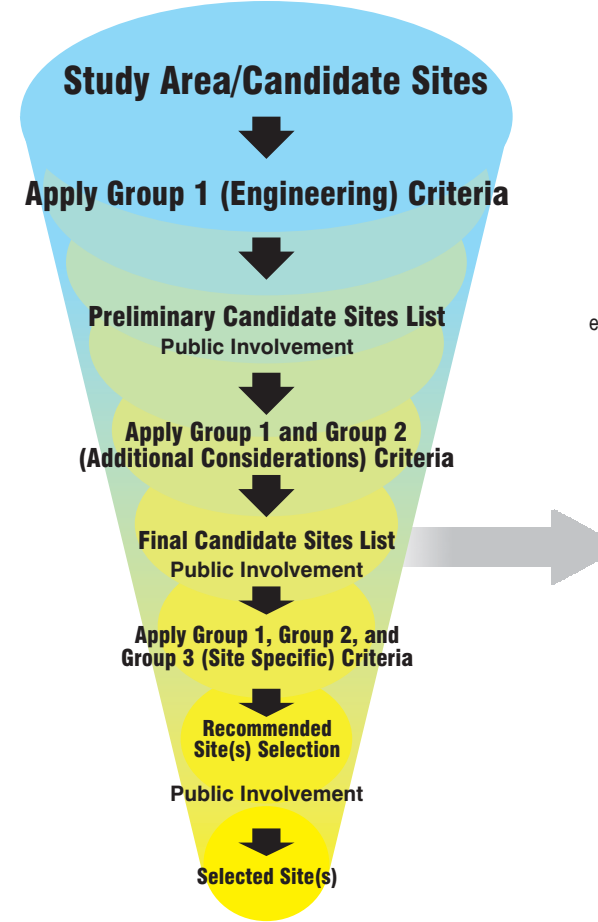 Study Area/Candidate Sites
Apply Group 1 (Engineering) Criteria
Preliminary Candidate Sites List
Public Involvement
e
Apply Group 1 and Group 2
(Additional Considerations) Criteria
Final Candidate Sites List
Public Involvement
Apply Group 1, Group 2, and
Group 3 (Site Specific) Criteria
Recommended
Site(s) Selection
Public Involvement
Selected Site(s)